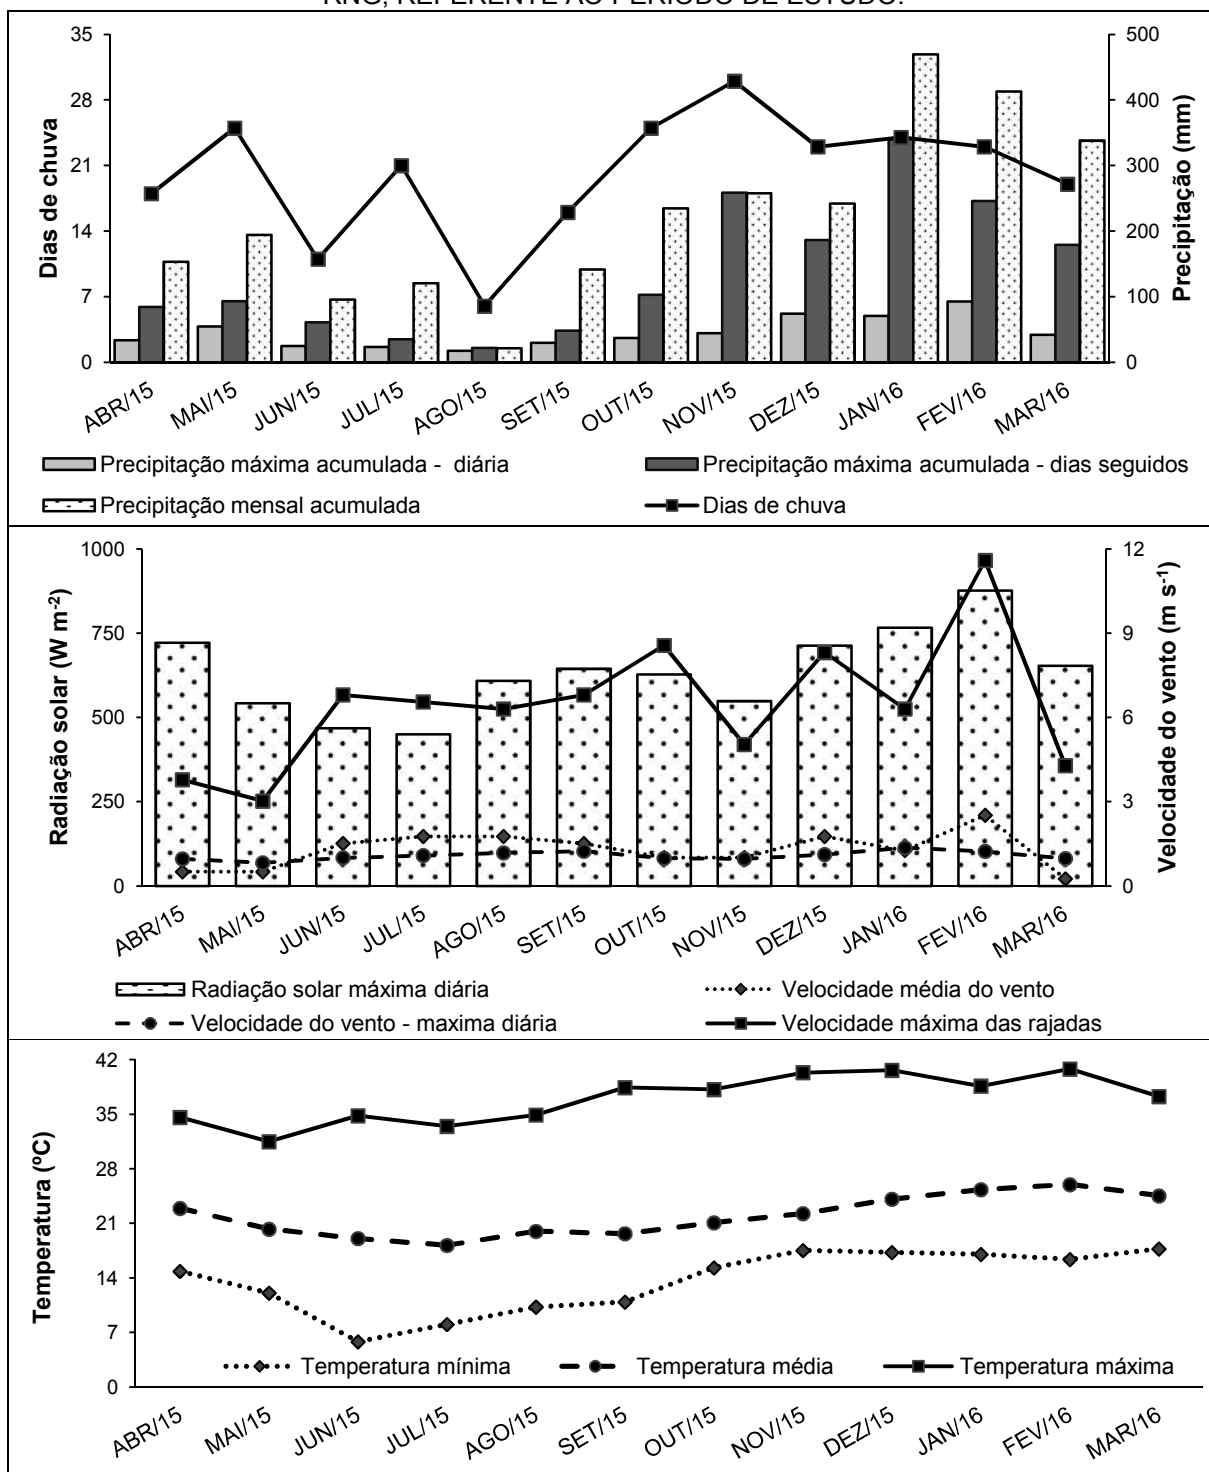 RNG, REFERENTE AO PERÍODO DE ESTUDO.
35
28
21
14
7
0
Dias de chuva
500
400
300
200
100
0
Precipitação (mm)
ABR/15 MAI/15 JUN/15 JUL/15 AGO/15 SET/15 OUT/15 NOV/15 DEZ/15 JAN/16 FEV/16 MAR/16
Precipitação máxima acumulada - diária Precipitação máxima acumulada - dias seguidos
Precipitação mensal acumulada Dias de chuva
1000
750
500
250
0
Radiação solar (W m-2)
12
9
6
3
0
Velocidade do vento (m s-1)
ABR/15 MAI/15 JUN/15 JUL/15 AGO/15 SET/15 OUT/15 NOV/15 DEZ/15 JAN/16 FEV/16 MAR/16
Radiação solar máxima diária Velocidade média do vento
Velocidade do vento - maxima diária Velocidade máxima das rajadas
42
35
28
21
14
7
0
Temperatura (ºC)
Temperatura mínima Temperatura média Temperatura máxima
ABR/15 MAI/15 JUN/15 JUL/15 AGO/15 SET/15 OUT/15 NOV/15 DEZ/15 JAN/16 FEV/16 MAR/16